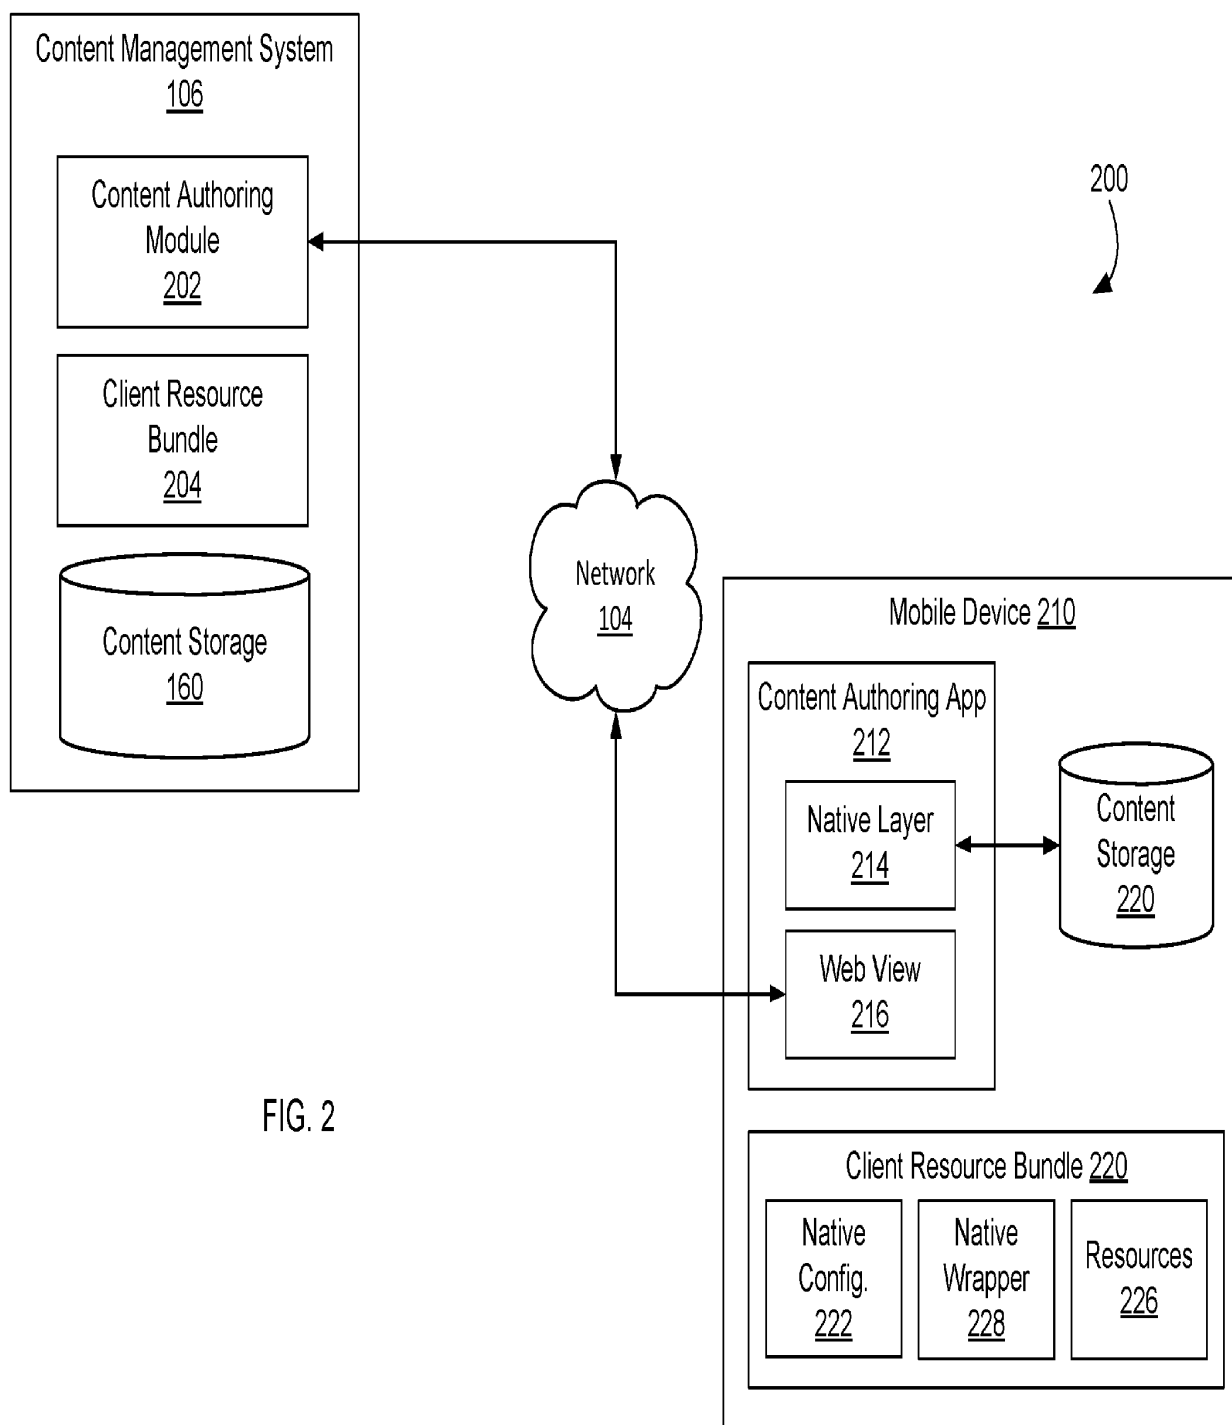 Content Management System
106
Content Authoring
Module
202
Client Resource
Bundle
204
Content Storage
160
200
Network
104
Mobile Device 210
Content Authoring App
212
Native Layer
214
Web View
216
Content
Storage
220
FIG. 2
Client Resource Bundle 220
Native
Config.
222
Native
Wrapper
228
Resources
226